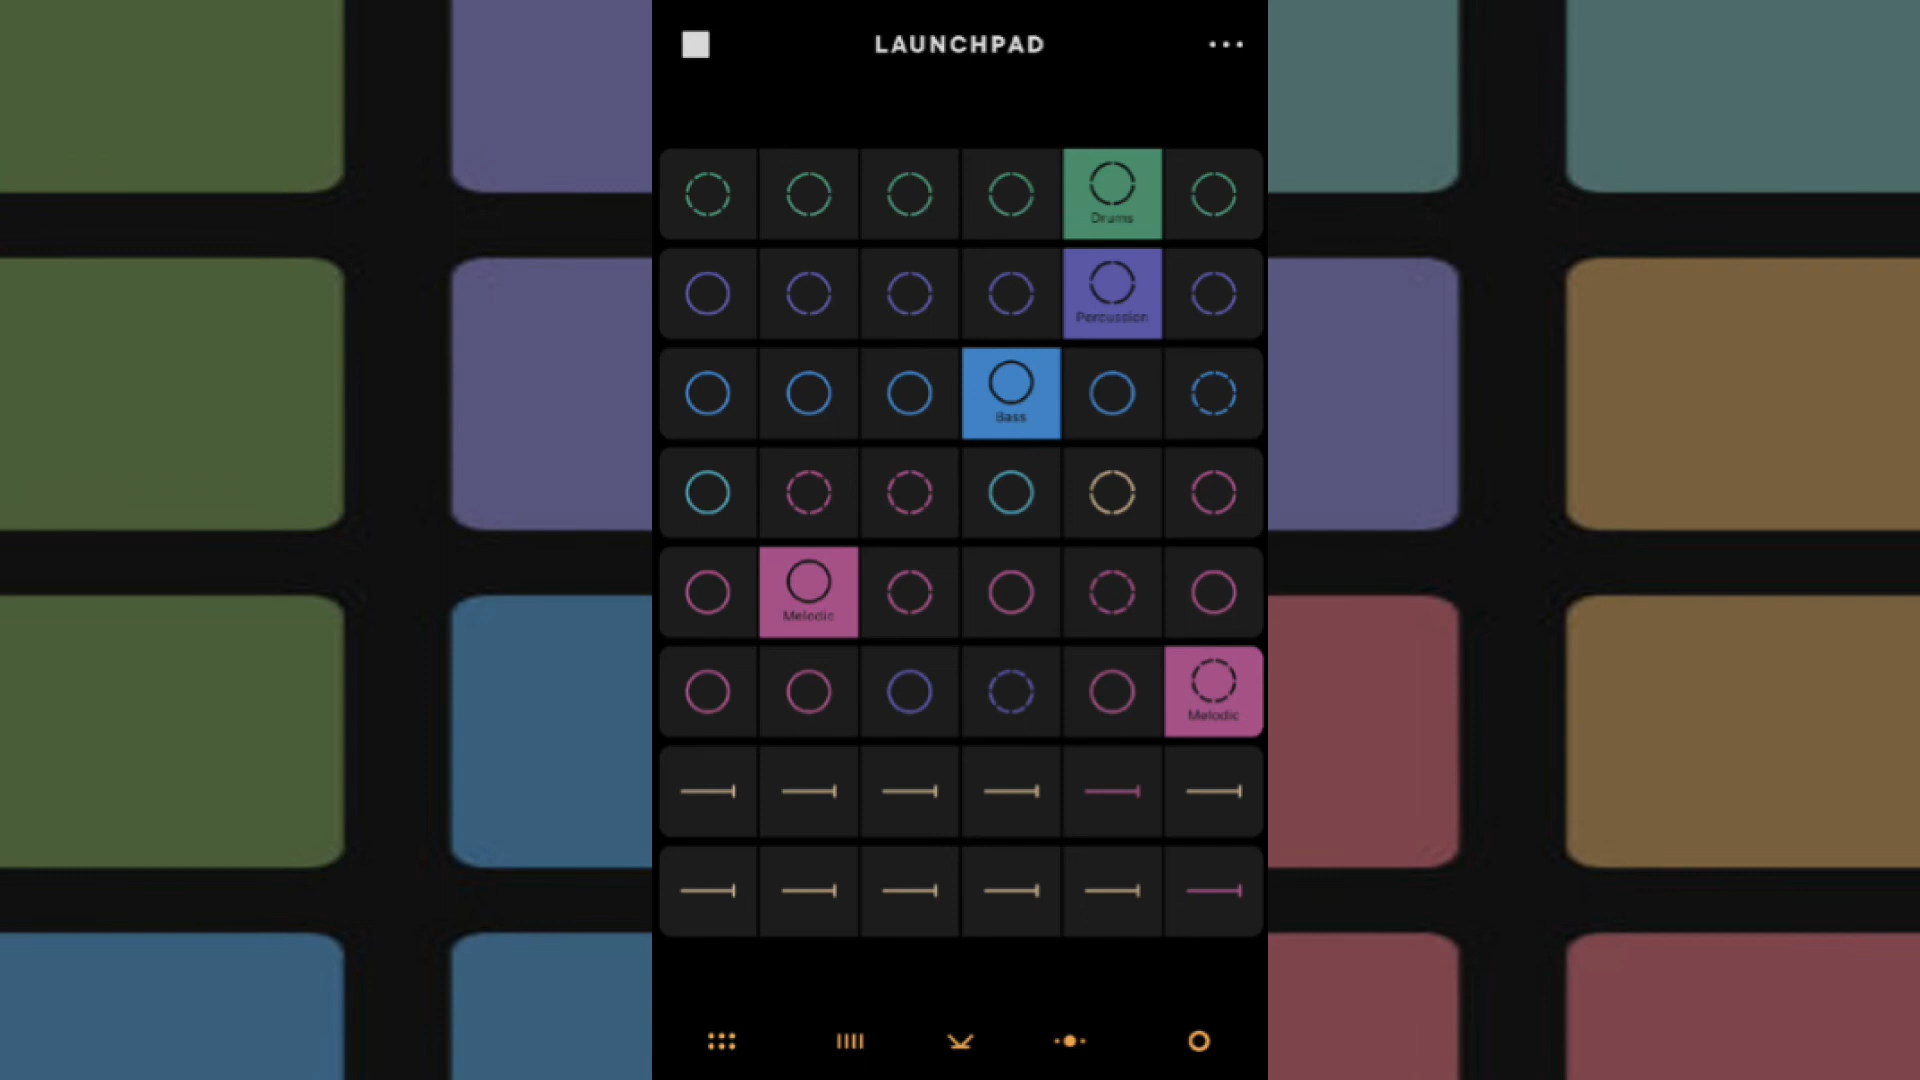 LAUNCHPAD
Drums
Percussion
Bass
Melodic
Melodic